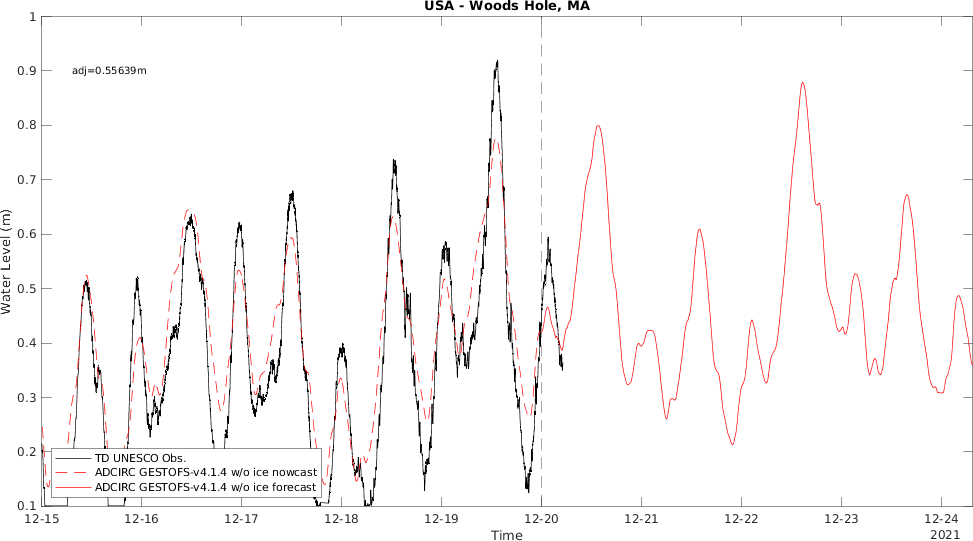 USA - Woods Hole, MA
adj=0.55639m
Water Level (m)
1
0.9
0.8
0.7
0.6
0.5
0.4
0.3
0.2
0.1
TD UNESCO Obs.
ADCIRC GESTOFS-v4.1.4 w/o ice nowcast
ADCIRC GESTOFS-v4.1.4 w/o ice forecast
12-15 12-16 12-17 12-18 12-19 12-20 12-21 12-22 12-23 12-24
Time
2021